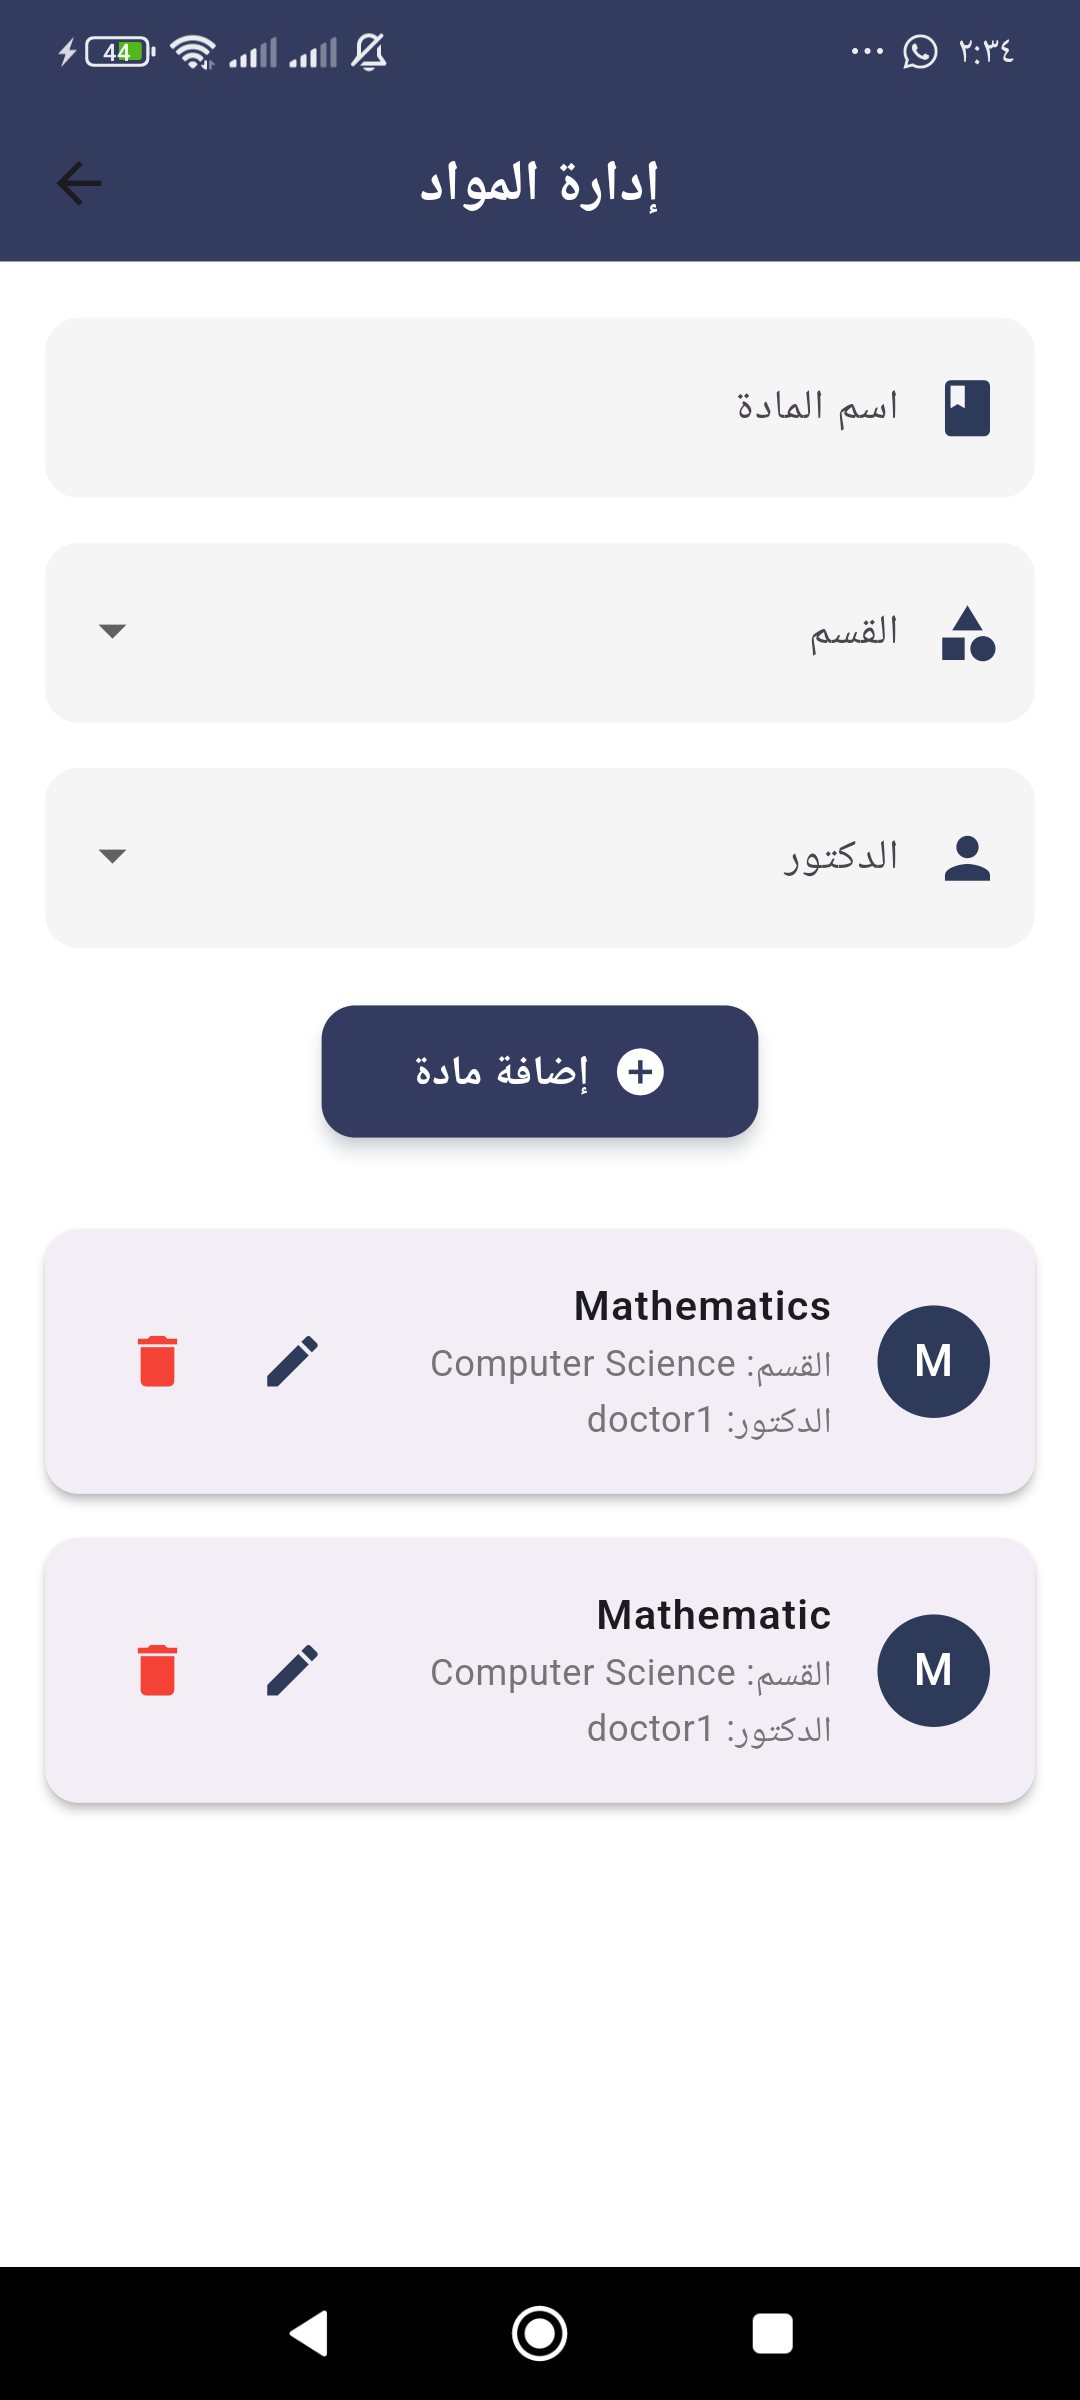 44
٢:٣٤
إدارة المواد
اسم المادة
القسم
الدكتور
إضافة مادة
M
Mathematics
القسم: Computer Science
الدكتور: doctor1
M
Mathematic
القسم: Computer Science
الدكتور: doctor1